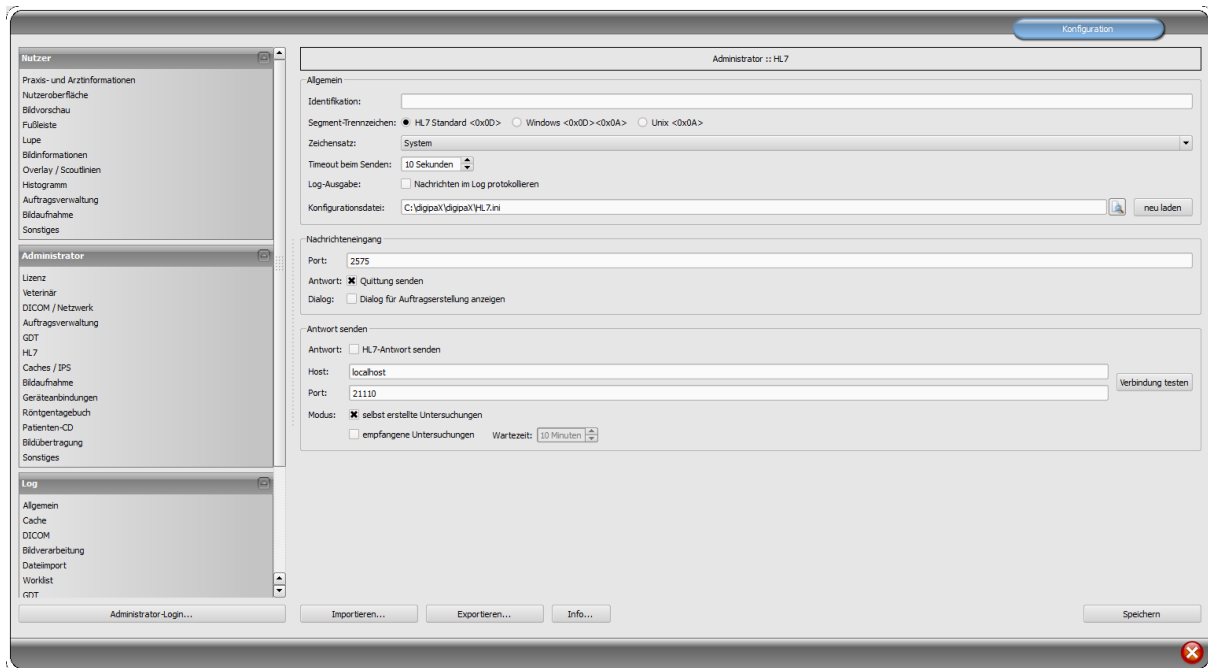 Konfiguration
Nutzer
Praxis- und Arztinformationen
Nutzeroberfläche
Bildvorschau
Fußleiste
Lupe
Bildinformationen
Overlay / Scoutlinien
Histogramm
Auftragsverwaltung
Bildaufnahme
Sonstiges
Administrator
Lizenz
Veterinär
DICOM / Netzwerk
Auftragsverwaltung
GDT
HL7
Caches / IPS
Bildaufnahme
Geräteanbindungen
Röntgentagebuch
Patienten-CD
Bildübertragung
Sonstiges
Log
Allgemein
Cache
DICOM
Bildverarbeitung
Dateiimport
Worklist
GDT
Administrator-Login...
Administrator :: HL7
Allgemein
Identifikation:
Segment-Trennzeichen: HL7 Standard <0x0D> Windows <0x0D><0x0A> Unix <0x0A>
Zeichensatz: System
Timeout beim Senden: 10 Sekunden
Log-Ausgabe: Nachrichten im Log protokollieren
Konfigurationsdatei: C:\digipaX\digipaX\HL7.ini neu laden
Nachrichteneingang
Port: 2575
Antwort: Quittung senden
Dialog: Dialog für Auftragserstellung anzeigen
Antwort senden
Antwort: HL7-Antwort senden
Host: localhost
Port: 21110
Verbindung testen
Modus: selbst erstellte Untersuchungen
empfangene Untersuchungen Wartezeit: 10 Minuten
Importieren... Exportieren... Info... Speichern